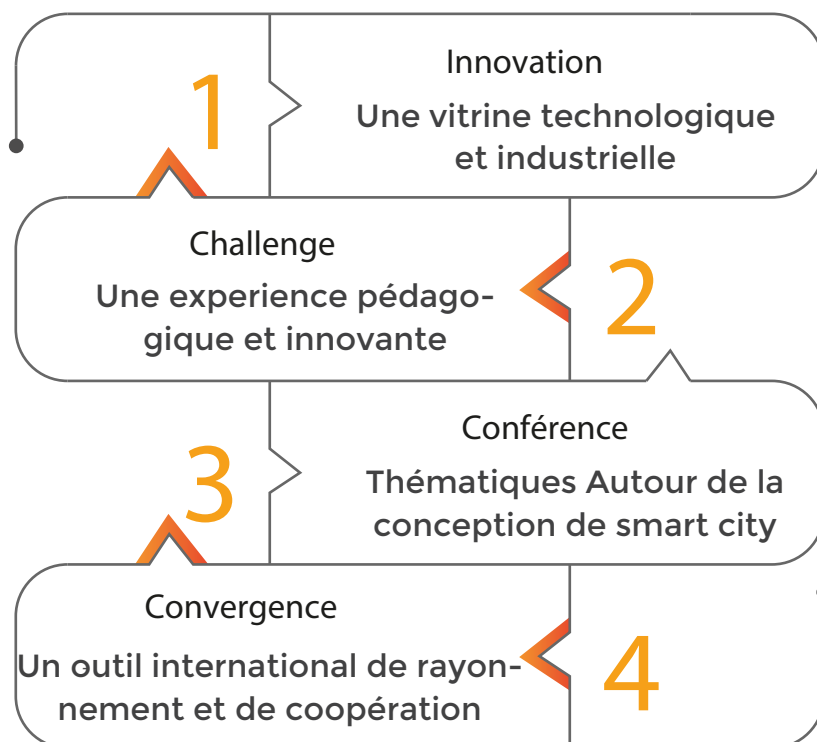 1
Innovation
Une vitrine technologique
et industrielle
Challenge
Une experience pédago-
gique et innovante
2
3
Conférence
Thématiques Autour de la
conception de smart city
Convergence
Un outil international de rayon-
nement et de coopération
4